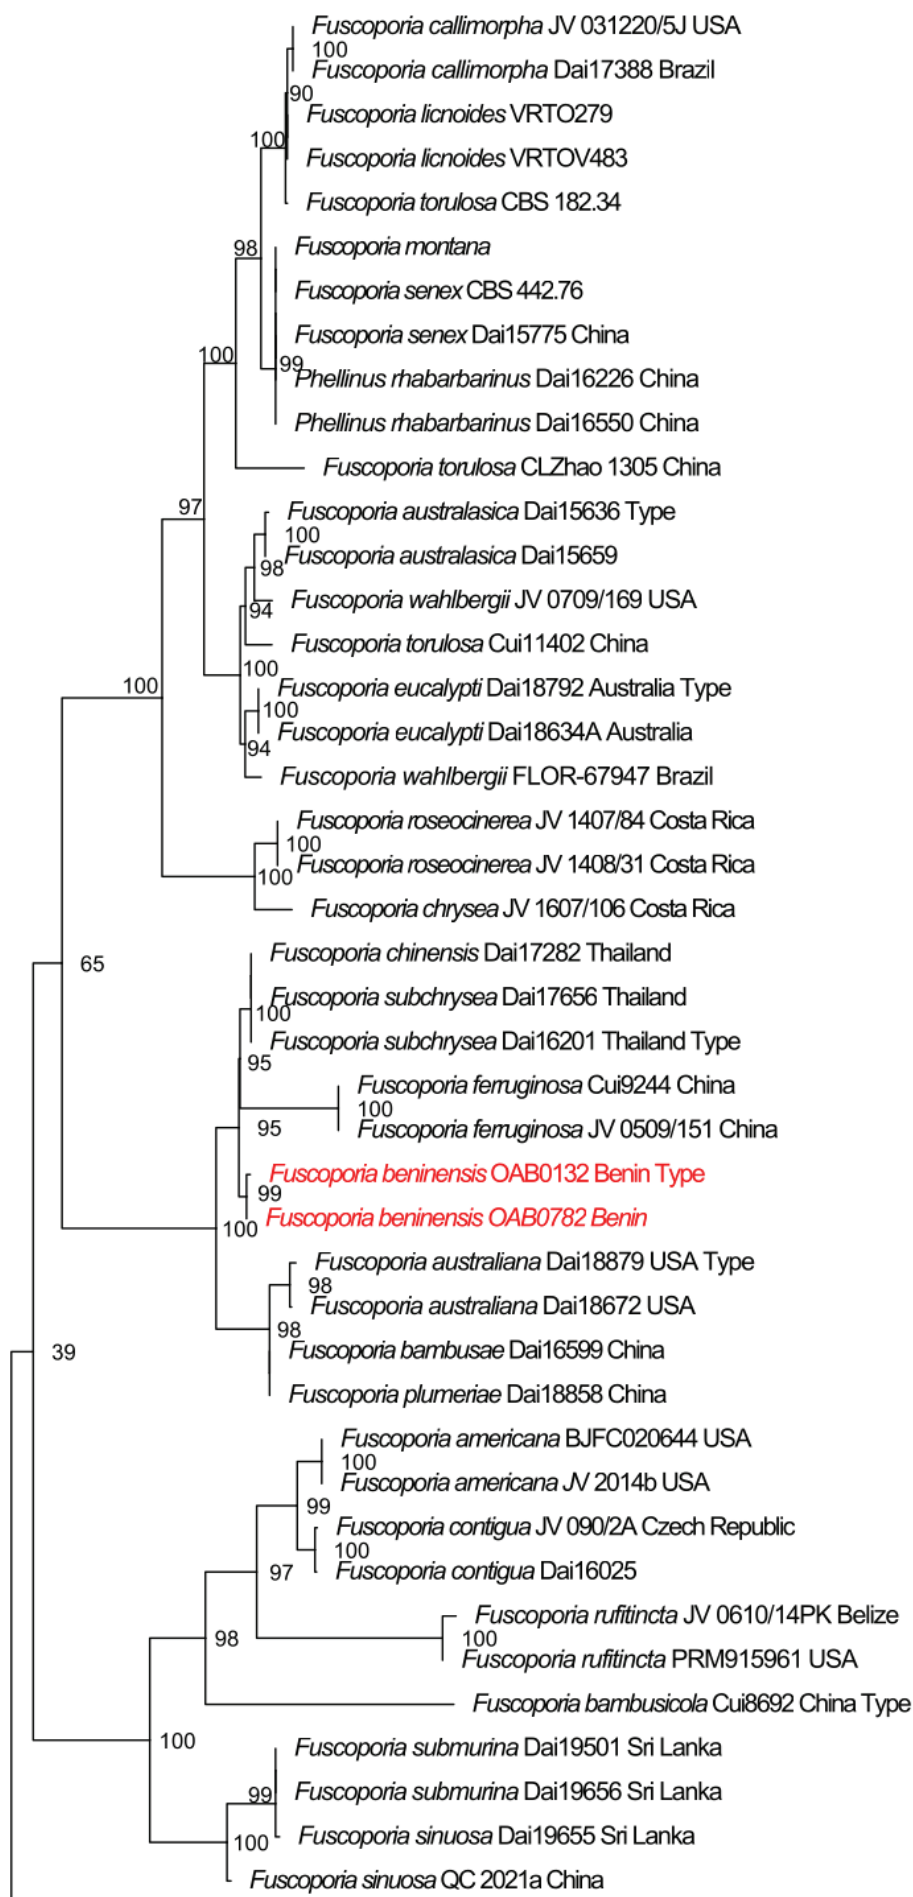 Fuscoporia callimorpha JV 031220/5J USA
100
Fuscoporia callimorpha Dai17388 Brazil
90
Fuscoporia licnoides VRTO279
100
Fuscoporia licnoides VRTOV483
Fuscoporia torulosa CBS 182.34
98
Fuscoporia montana
Fuscoporia senex CBS 442.76
Fuscoporia senex Dai15775 China
100
99
Phellinus rhabarbarinus Dai16226 China
Phellinus rhabarbarinus Dai16550 China
Fuscoporia torulosa CLZhao 1305 China
97
Fuscoporia australasica Dai15636 Type
100
Fuscoporia australasica Dai15659
98
Fuscoporia wahlbergii JV 0709/169 USA
94
Fuscoporia torulosa Cui11402 China
100
100
Fuscoporia eucalypti Dai18792 Australia Type
100
Fuscoporia eucalypti Dai18634A Australia
94
Fuscoporia wahlbergii FLOR-67947 Brazil
Fuscoporia roseocinerea JV 1407/84 Costa Rica
100
Fuscoporia roseocinerea JV 1408/31 Costa Rica
100
Fuscoporia chrysea JV 1607/106 Costa Rica
65
Fuscoporia chinensis Dai17282 Thailand
Fuscoporia subchrysea Dai17656 Thailand
100
Fuscoporia subchrysea Dai16201 Thailand Type
95
Fuscoporia ferruginosa Cui9244 China
100
95
Fuscoporia ferruginosa JV 0509/151 China
Fuscoporia beninensis OAB0132 Benin Type
99
Fuscoporia beninensis OAB0782 Benin
100
Fuscoporia australiana Dai18879 USA Type
98
Fuscoporia australiana Dai18672 USA
98
Fuscoporia bambusae Dai16599 China
39
Fuscoporia plumeriae Dai18858 China
Fuscoporia americana BJFC020644 USA
100
Fuscoporia americana JV 2014b USA
99
Fuscoporia contigua JV 090/2A Czech Republic
100
Fuscoporia contigua Dai16025
97
Fuscoporia rufitincta JV 0610/14PK Belize
100
98
Fuscoporia rufitincta PRM915961 USA
Fuscoporia bambusicola Cui8692 China Type
100
Fuscoporia submurina Dai19501 Sri Lanka
Fuscoporia submurina Dai19656 Sri Lanka
99
Fuscoporia sinuosa Dai19655 Sri Lanka
100
Fuscoporia sinuosa QC 2021a China